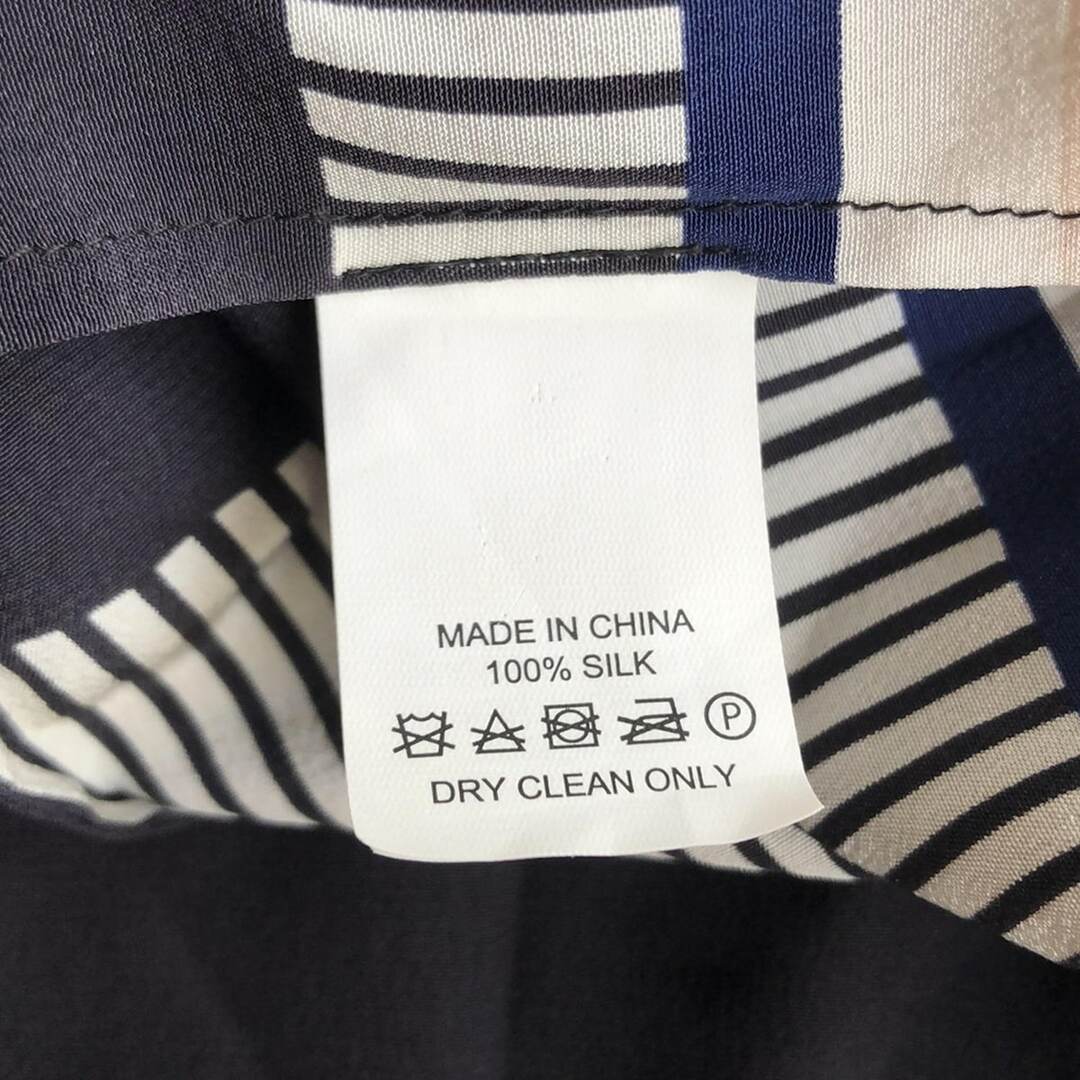 MADE IN CHINA
100% SILK
P
DRY CLEAN ONLY